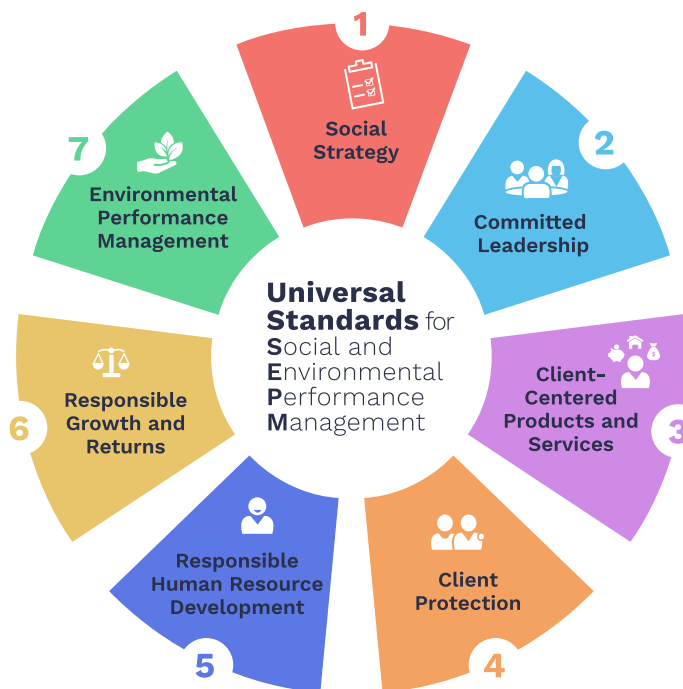 1
Social
Strategy
2
Committed
Leadership
3
Client-
Centered
Products and
Services
4
Client
Protection
5
Responsible
Human Resource
Development
6
Responsible
Growth and
Returns
7
Environmental
Performance
Management
Universal
Standards for
Social and
Environmental
Performance
Management